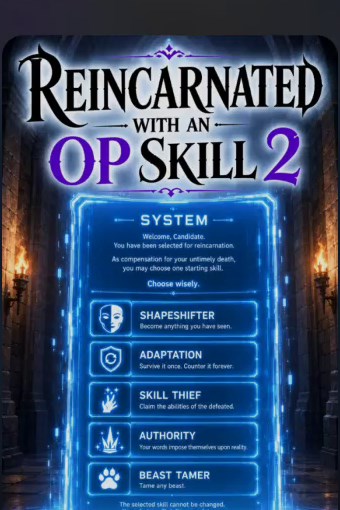 REINCARNATED
WITH AN
OP SKILL 2
SYSTEM
Welcome, Candidate.
You have been selected for reincarnation.
As compensation for your untimely death,
you may choose one starting skill.
Choose wisely.
SHAPESHIFTER
Become anything you have seen.
ADAPTATION
Survive it once. Counter it forever.
SKILL THIEF
Claim the abilities of the defeated.
AUTHORITY
Your words impose themselves upon reality.
BEAST TAMER
Tame any beast.
The selected skill cannot be changed.